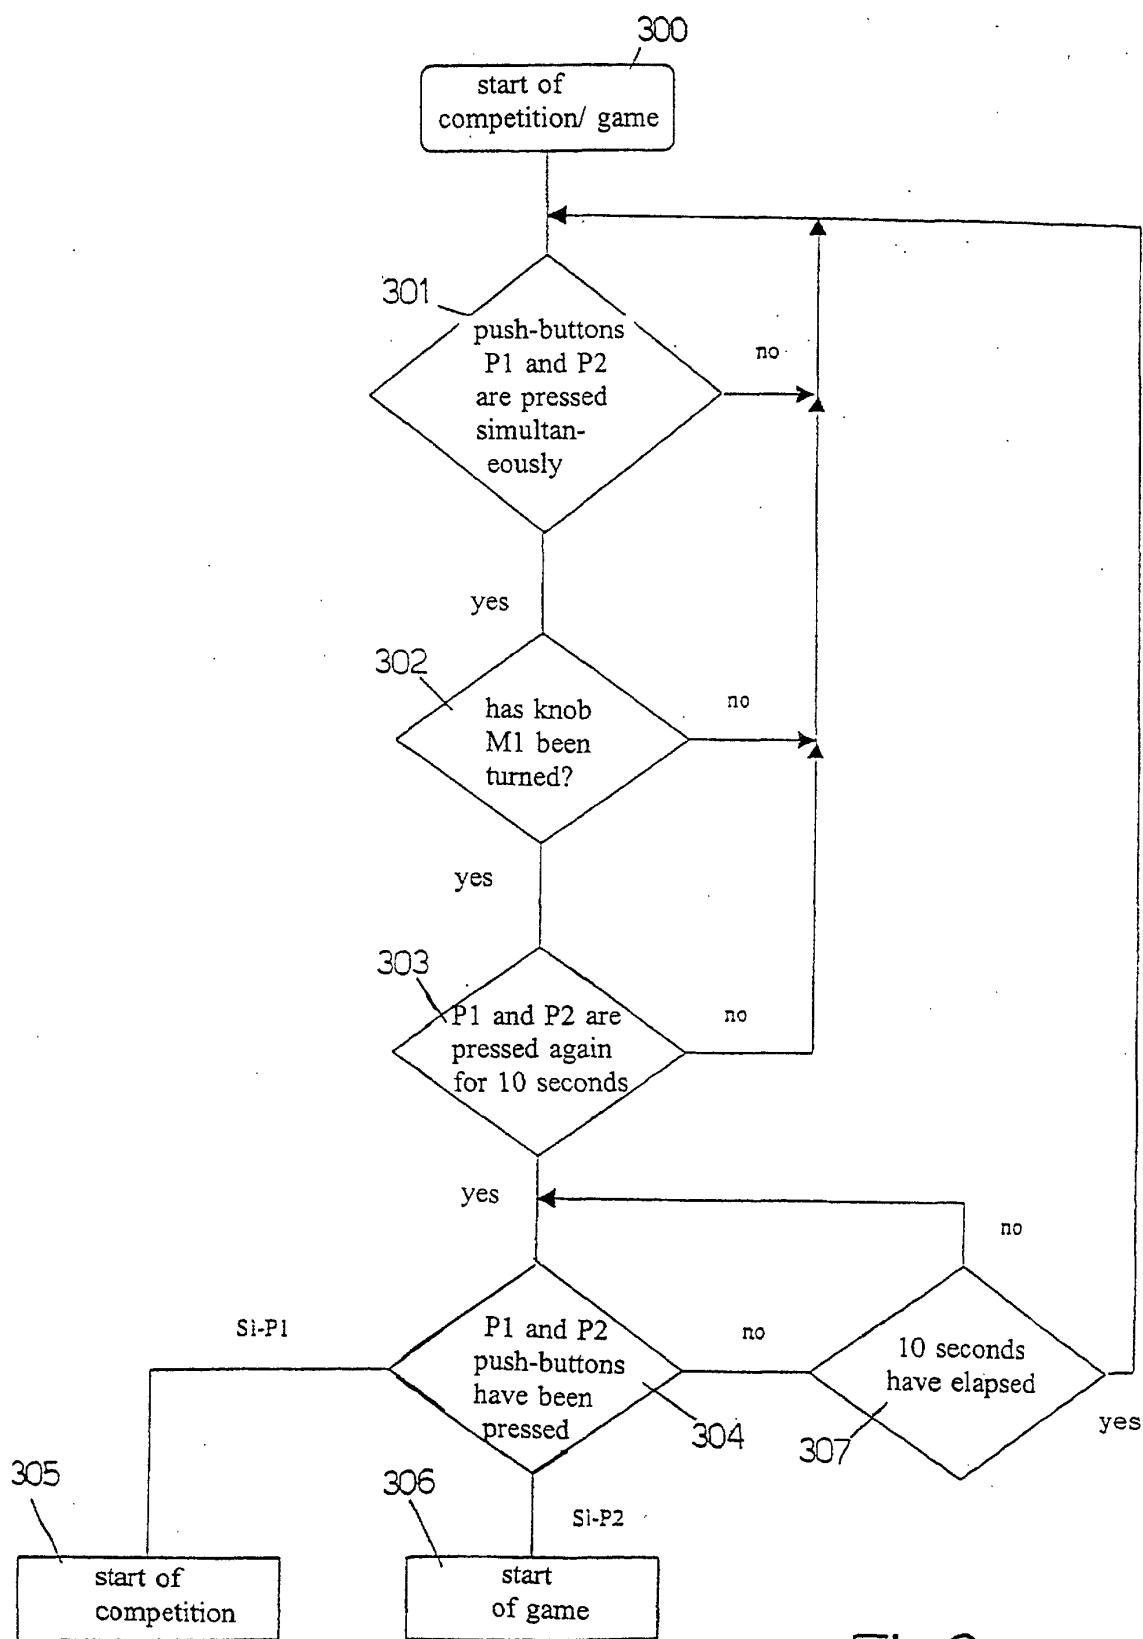 300
start of
competition/ game
301
push-buttons
P1 and P2
are pressed
simultan-
eously
no
yes
302
has knob
M1 been
turned?
no
yes
303
P1 and P2 are
pressed again
for 10 seconds
no
yes
no
Si-P1
P1 and P2
push-buttons
have been
pressed
no
10 seconds
have elapsed
304
307
yes
305
306
Si-P2
start of
competition
start
of game